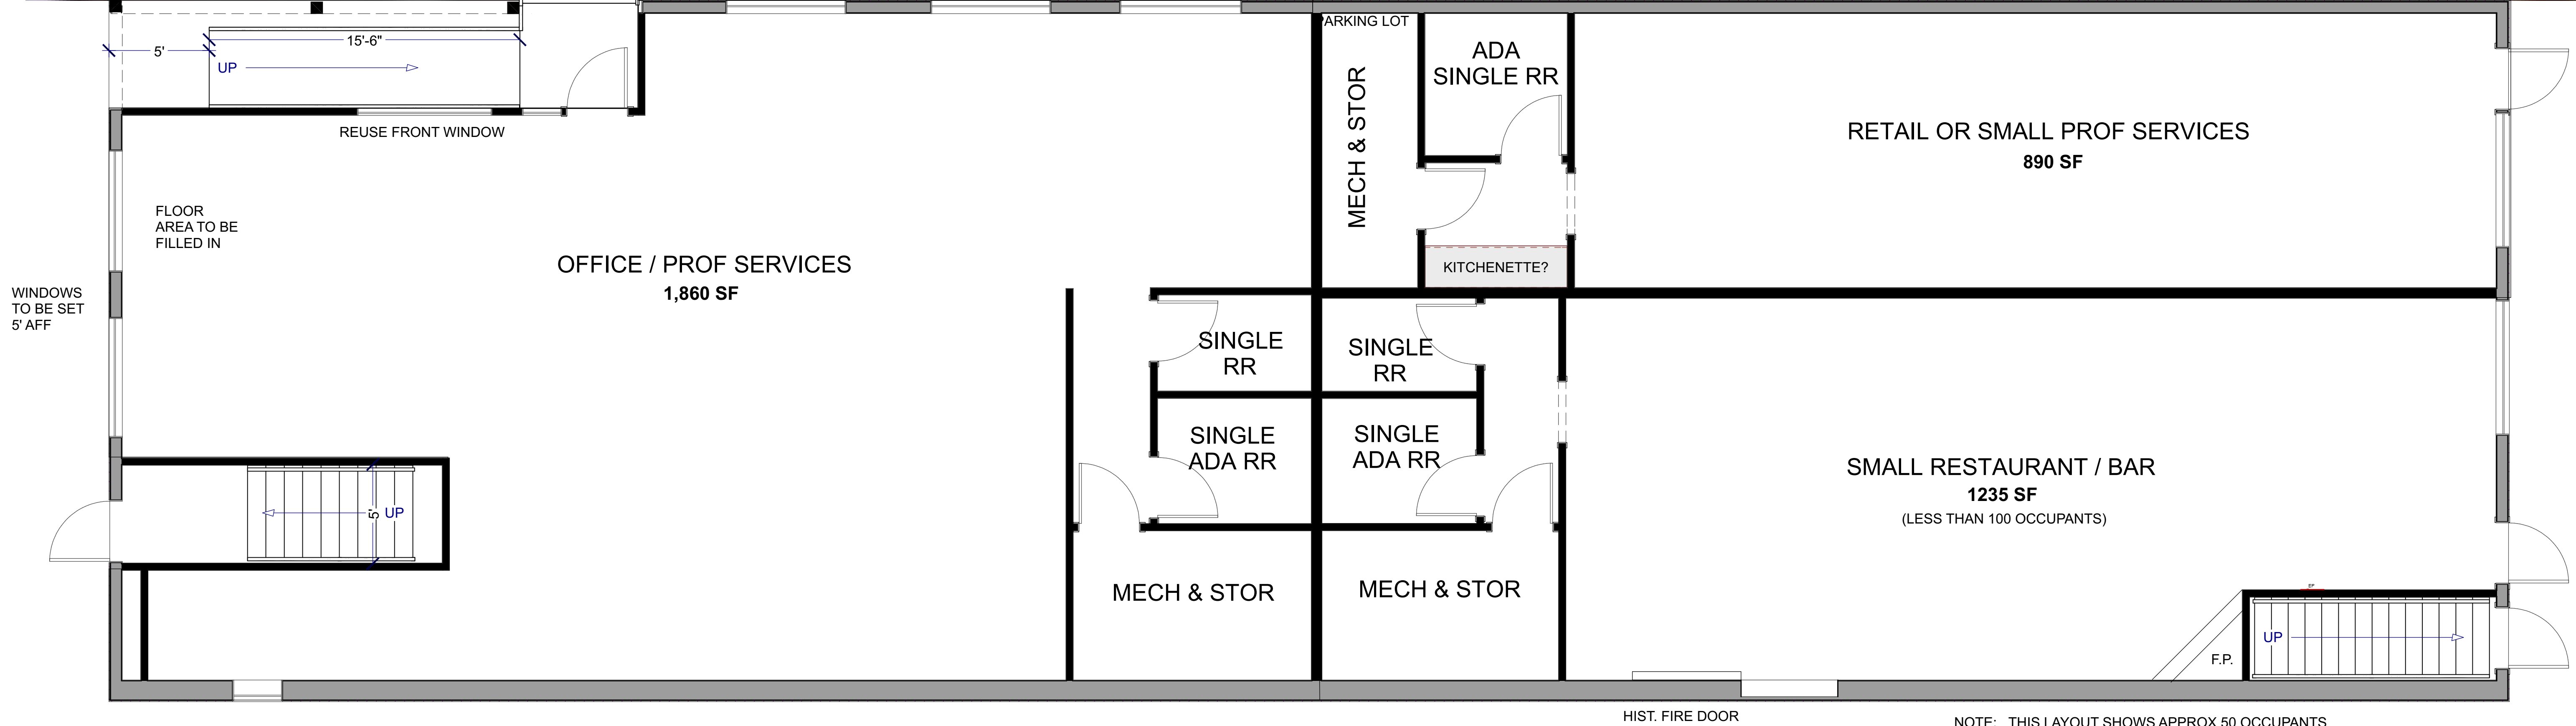 PARKING LOT
15'-6"
5'
UP
REUSE FRONT WINDOW
FLOOR
AREA TO BE
FILLED IN
WINDOWS
TO BE SET
5' AFF
OFFICE / PROF SERVICES
1,860 SF
5'
UP
SINGLE
RR
SINGLE
ADA RR
MECH & STOR
MECH & STOR
ADA
SINGLE RR
KITCHENETTE?
RETAIL OR SMALL PROF SERVICES
890 SF
SINGLE
RR
SINGLE
ADA RR
MECH & STOR
SMALL RESTAURANT / BAR
1235 SF
(LESS THAN 100 OCCUPANTS)
UP
F.P.
HIST. FIRE DOOR
NOTE: THIS LAYOUT SHOWS APPROX 50 OCCUPANTS